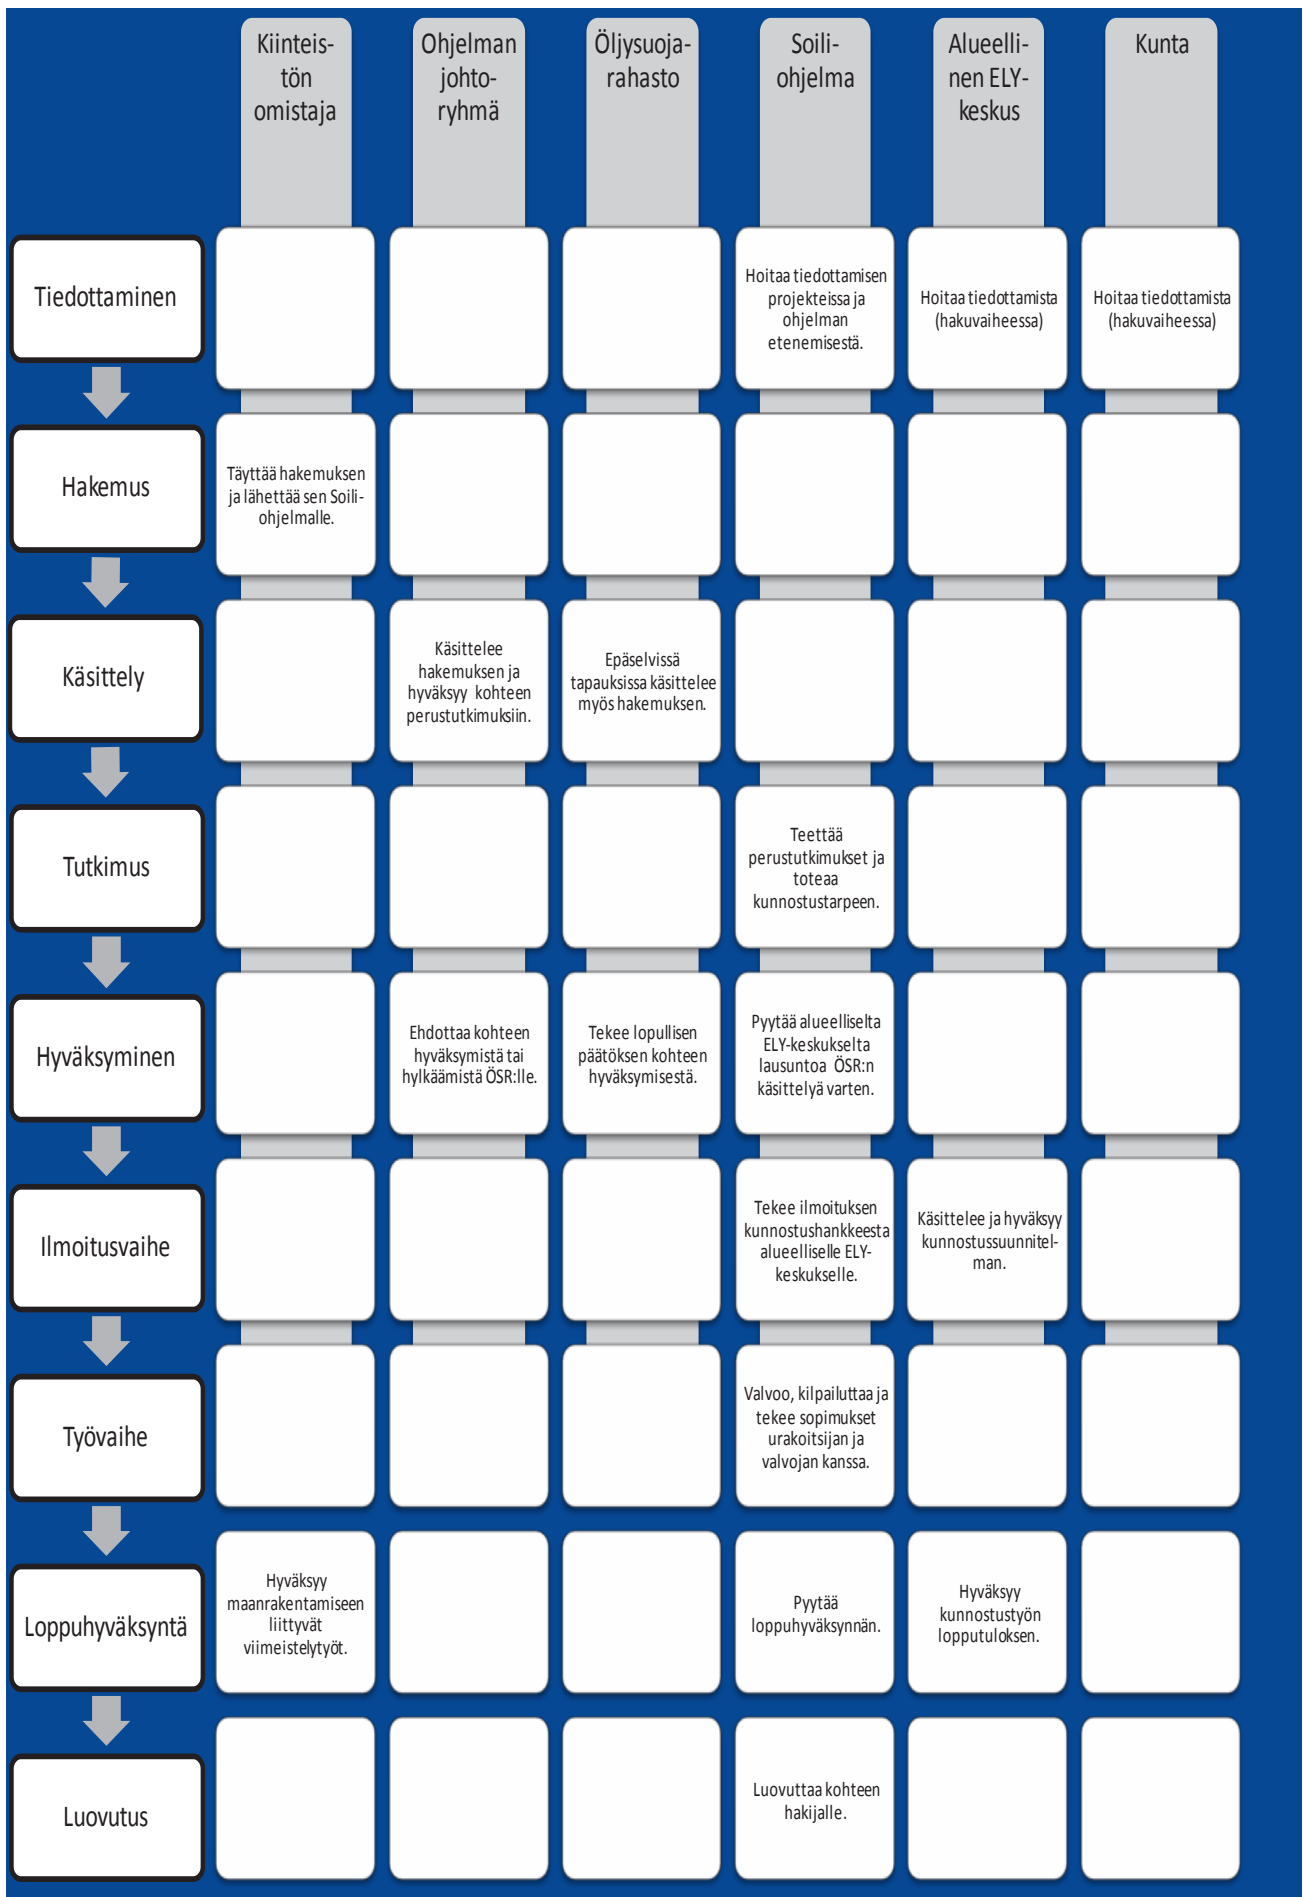 Kiinteis-
tön
omistaja
Ohjelman
johto-
ryhmä
Öljysuoja-
rahasto
Soili-
ohjelma
Alueelli-
nen ELY-
keskus
Kunta
Tiedottaminen
Hoitaa tiedottamisen
projekteissa ja
ohjelman
etenemisestä.
Hoitaa tiedottamista
(hakuvaiheessa)
Hoitaa tiedottamista
(hakuvaiheessa)
Hakemus
Täyttää hakemuksen
ja lähettää sen Soili-
ohjelmalle.
Käsittely
Käsittelee
hakemuksen ja
hyväksyy kohteen
perustutkimuksiin.
Epäselvissä
tapauksissa käsittelee
myös hakemuksen.
Tutkimus
Teettää
perustutkimukset ja
toteaa
kunnostustarpeen.
Hyväksyminen
Ehdottaa kohteen
hyväksymistä tai
hylkäämistä ÖSR:lle.
Tekee lopullisen
päätöksen kohteen
hyväksymisestä.
Pyytää alueelliselta
ELY-keskukselta
lausuntoa ÖSR:n
käsittelyä varten.
Ilmoitusvaihe
Tekee ilmoituksen
kunnostushankkeesta
alueelliselle ELY-
keskukselle.
Käsittelee ja hyväksyy
kunnostussuunnitel-
man.
Työvaihe
Valvoo, kilpailuttaa ja
tekee sopimukset
urakoitsijan ja
valvojan kanssa.
Loppuhyväksyntä
Hyväksyy
maanrakentamiseen
liittyvät
viimeistelytyöt.
Pyytää
loppuhyväksynnän.
Hyväksyy
kunnostustyön
lopputuloksen.
Luovutus
Luovuttaa kohteen
hakijalle.